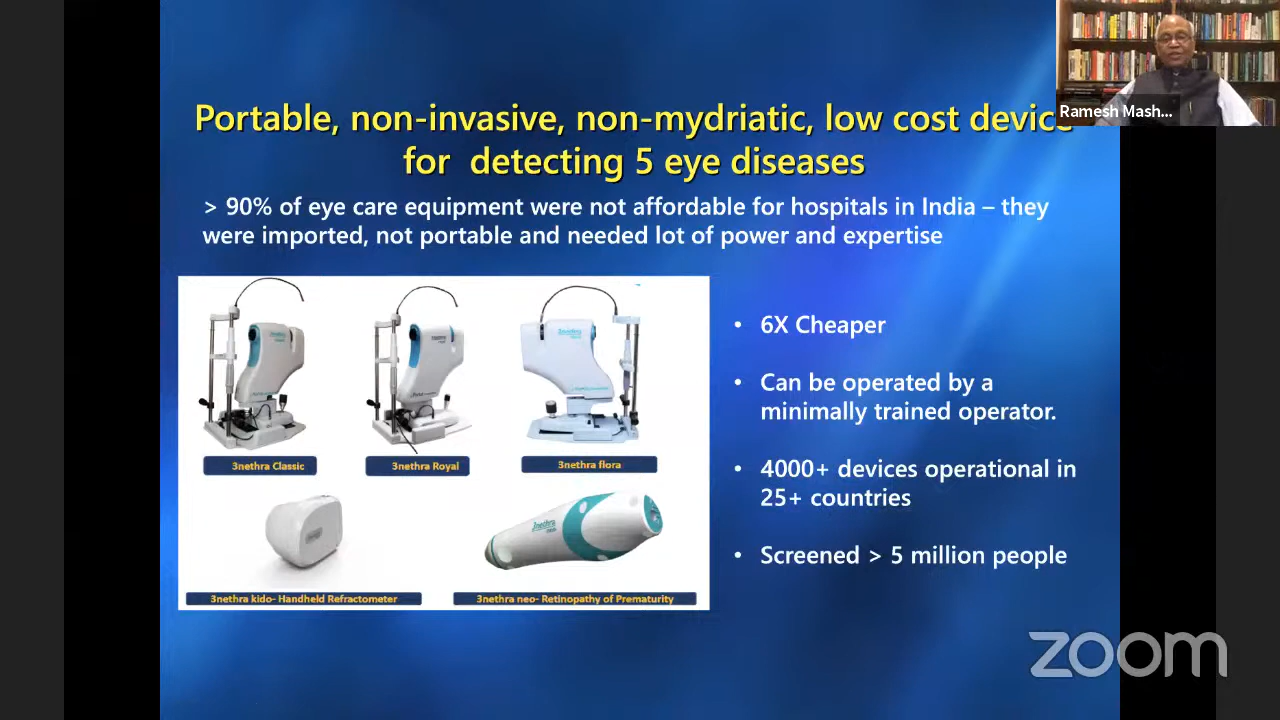 Portable, non-invasive, non-mydriatic, low cost device
for detecting 5 eye diseases
> 90% of eye care equipment were not affordable for hospitals in India – they
were imported, not portable and needed lot of power and expertise
3nethra Classic
3nethra Royal
3nethra flora
3nethra kido- Handheld Refractometer
3nethra neo- Retinopathy of Prematurity
• 6X Cheaper
• Can be operated by a
minimally trained operator.
• 4000+ devices operational in
25+ countries
• Screened > 5 million people
Ramesh Mash...
zoom